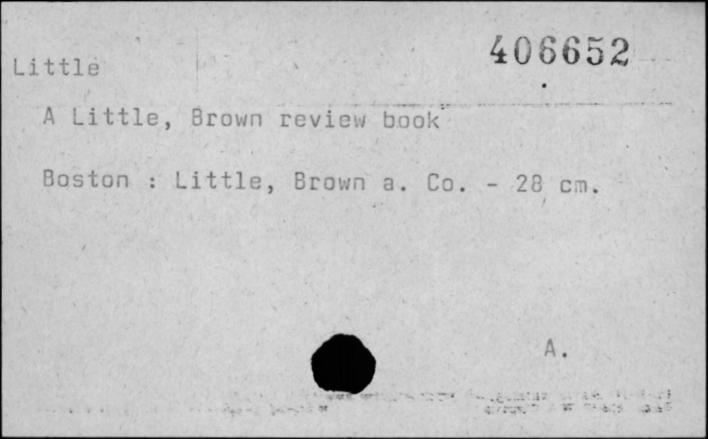 406652
Little
A Little, Brown review book
Boston : Little, Brown a. Co. - 28 cm.
A.